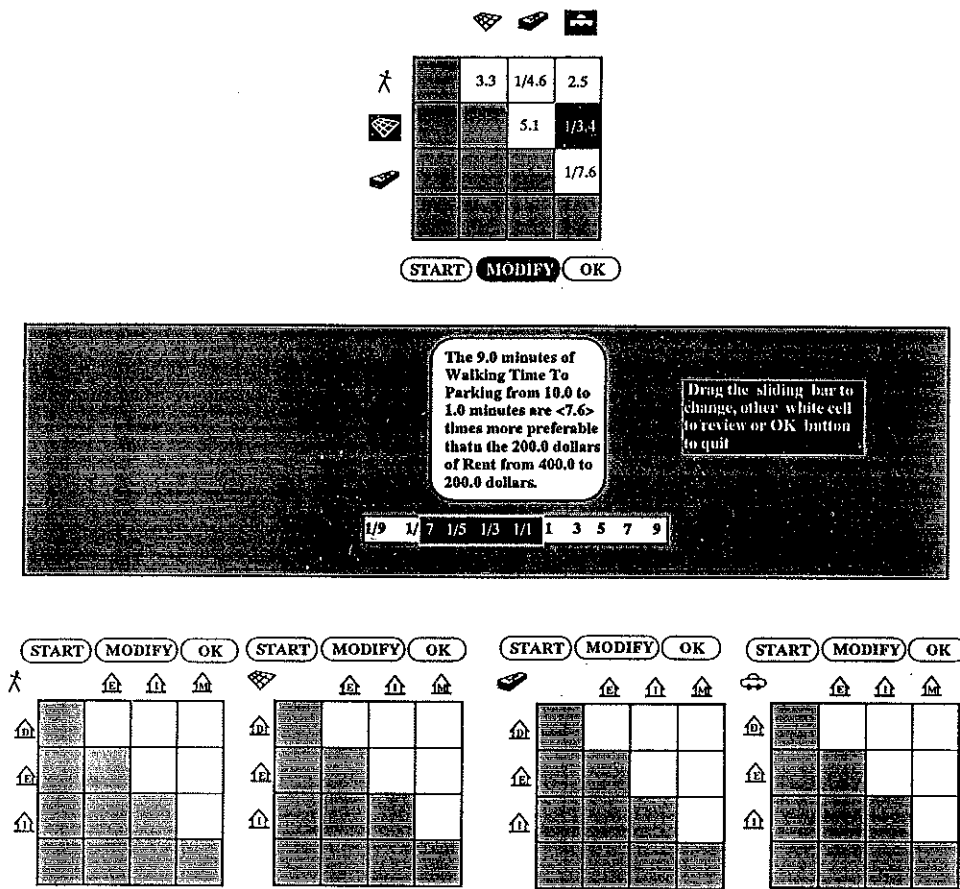 3.3 1/4.6 2.5
5.1 1/3.4
1/7.6
START MODIFY OK
The 9.0 minutes of
Walking Time To
Parking from 10.0 to
1.0 minutes are <7.6>
times more preferable
thatn the 200.0 dollars
of Rent from 400.0 to
200.0 dollars.
Drag the sliding bar to
change, other white cell
to review or OK button
to quit
1/9 1/ 7 1/5 1/3 1/1 1 3 5 7 9
START MODIFY OK START MODIFY OK START MODIFY OK START MODIFY OK
E I M E I M E I M E I M
D D D D
E E E E
I I I I